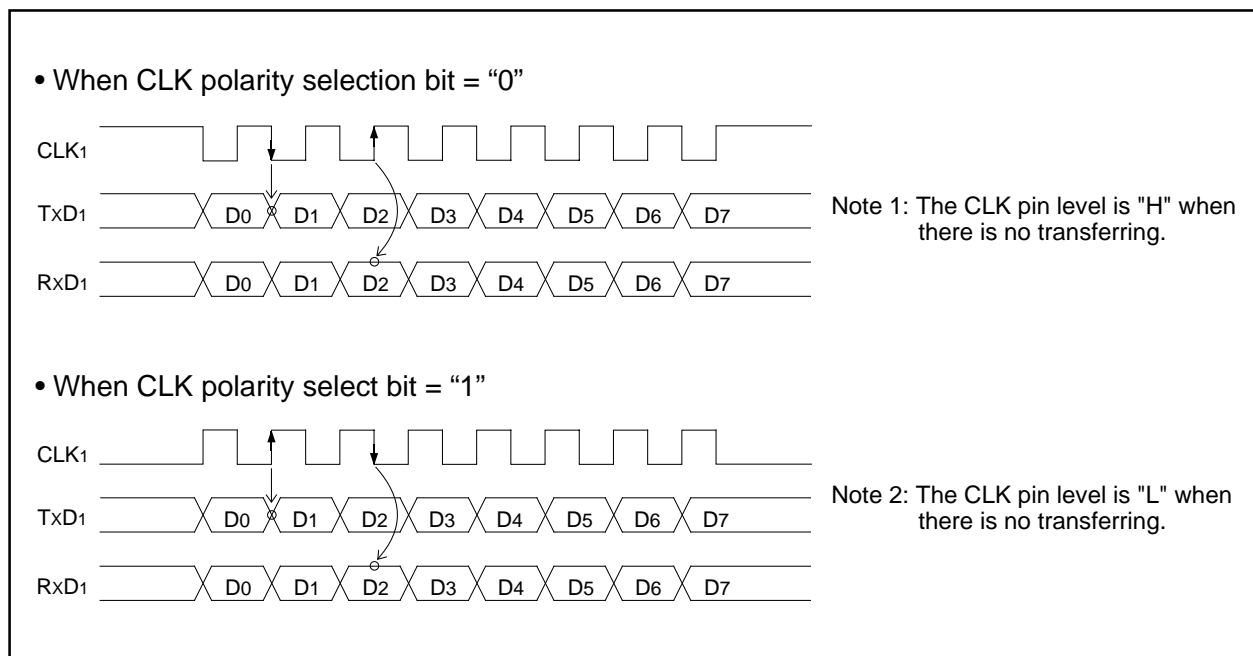 • When CLK polarity selection bit = “0”
CLK1
TXD1 D0 D1 D2 D3 D4 D5 D6 D7
RXD1 D0 D1 D2 D3 D4 D5 D6 D7
Note 1: The CLK pin level is "H" when
there is no transferring.
• When CLK polarity select bit = “1”
CLK1
TXD1 D0 D1 D2 D3 D4 D5 D6 D7
RXD1 D0 D1 D2 D3 D4 D5 D6 D7
Note 2: The CLK pin level is "L" when
there is no transferring.